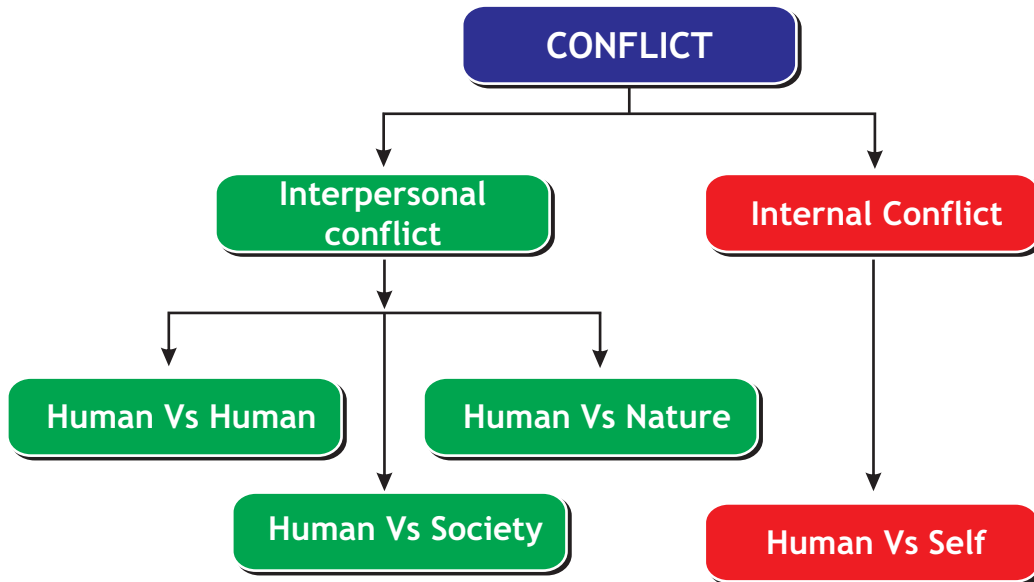 CONFLICT
Interpersonal
conflict
Internal Conflict
Human Vs Human
Human Vs Nature
Human Vs Society
Human Vs Self